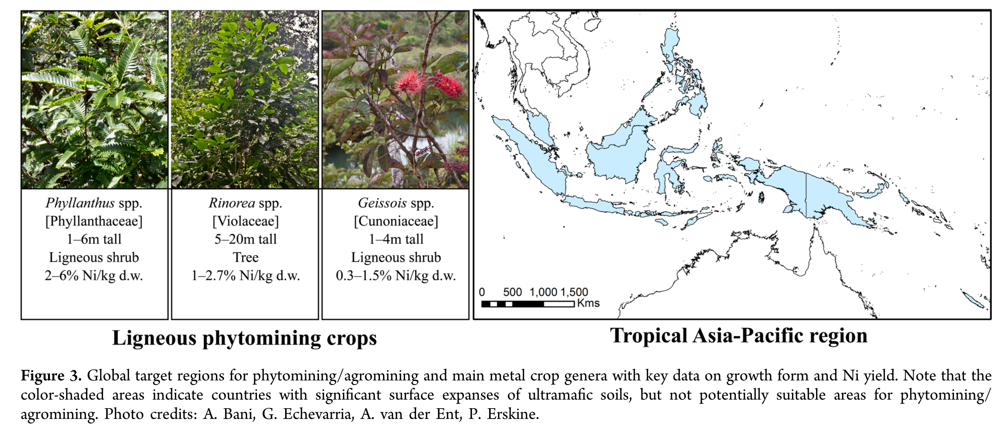 Phyllanthus spp.
[Phyllanthaceae]
1–6m tall
Ligneous shrub
2–6% Ni/kg d.w.
Rinorea spp.
[Violaceae]
5–20m tall
Tree
1–2.7% Ni/kg d.w.
Geissois spp.
[Cunoniaceae]
1–4m tall
Ligneous shrub
0.3–1.5% Ni/kg d.w.
0 500 1,000 1,500
Kms
Ligneous phytomining crops
Tropical Asia-Pacific region
Figure 3. Global target regions for phytomining/agromining and main metal crop genera with key data on growth form and Ni yield. Note that the
color-shaded areas indicate countries with significant surface expanses of ultramafic soils, but not potentially suitable areas for phytomining/
agromining. Photo credits: A. Bani, G. Echevarria, A. van der Ent, P. Erskine.